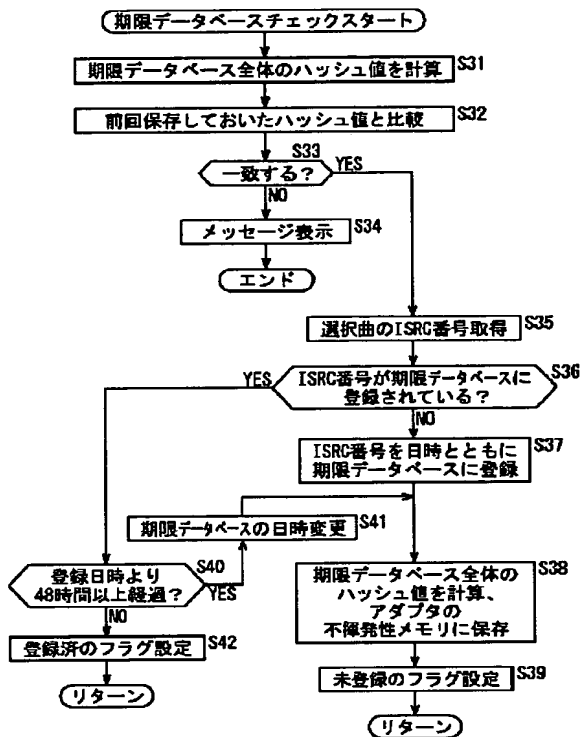 期限データベースチェックスタート
期限データベース全体のハッシュ値を計算
S31
前回保存しておいたハッシュ値と比較
S32
S33
一致する?
YES
NO
メッセージ表示
S34
エンド
選択曲のISRC番号取得
S35
YES
ISRC番号が期限データベースに
登録されている?
S36
NO
ISRC番号を日時とともに
期限データベースに登録
S37
期限データベースの日時変更
S41
登録日時より
48時間以上経過?
S40
YES
NO
期限データベース全体の
ハッシュ値を計算、
アダプタの
不揮発性メモリに保存
S38
登録済のフラグ設定
S42
未登録のフラグ設定
S39
リターン
リターン